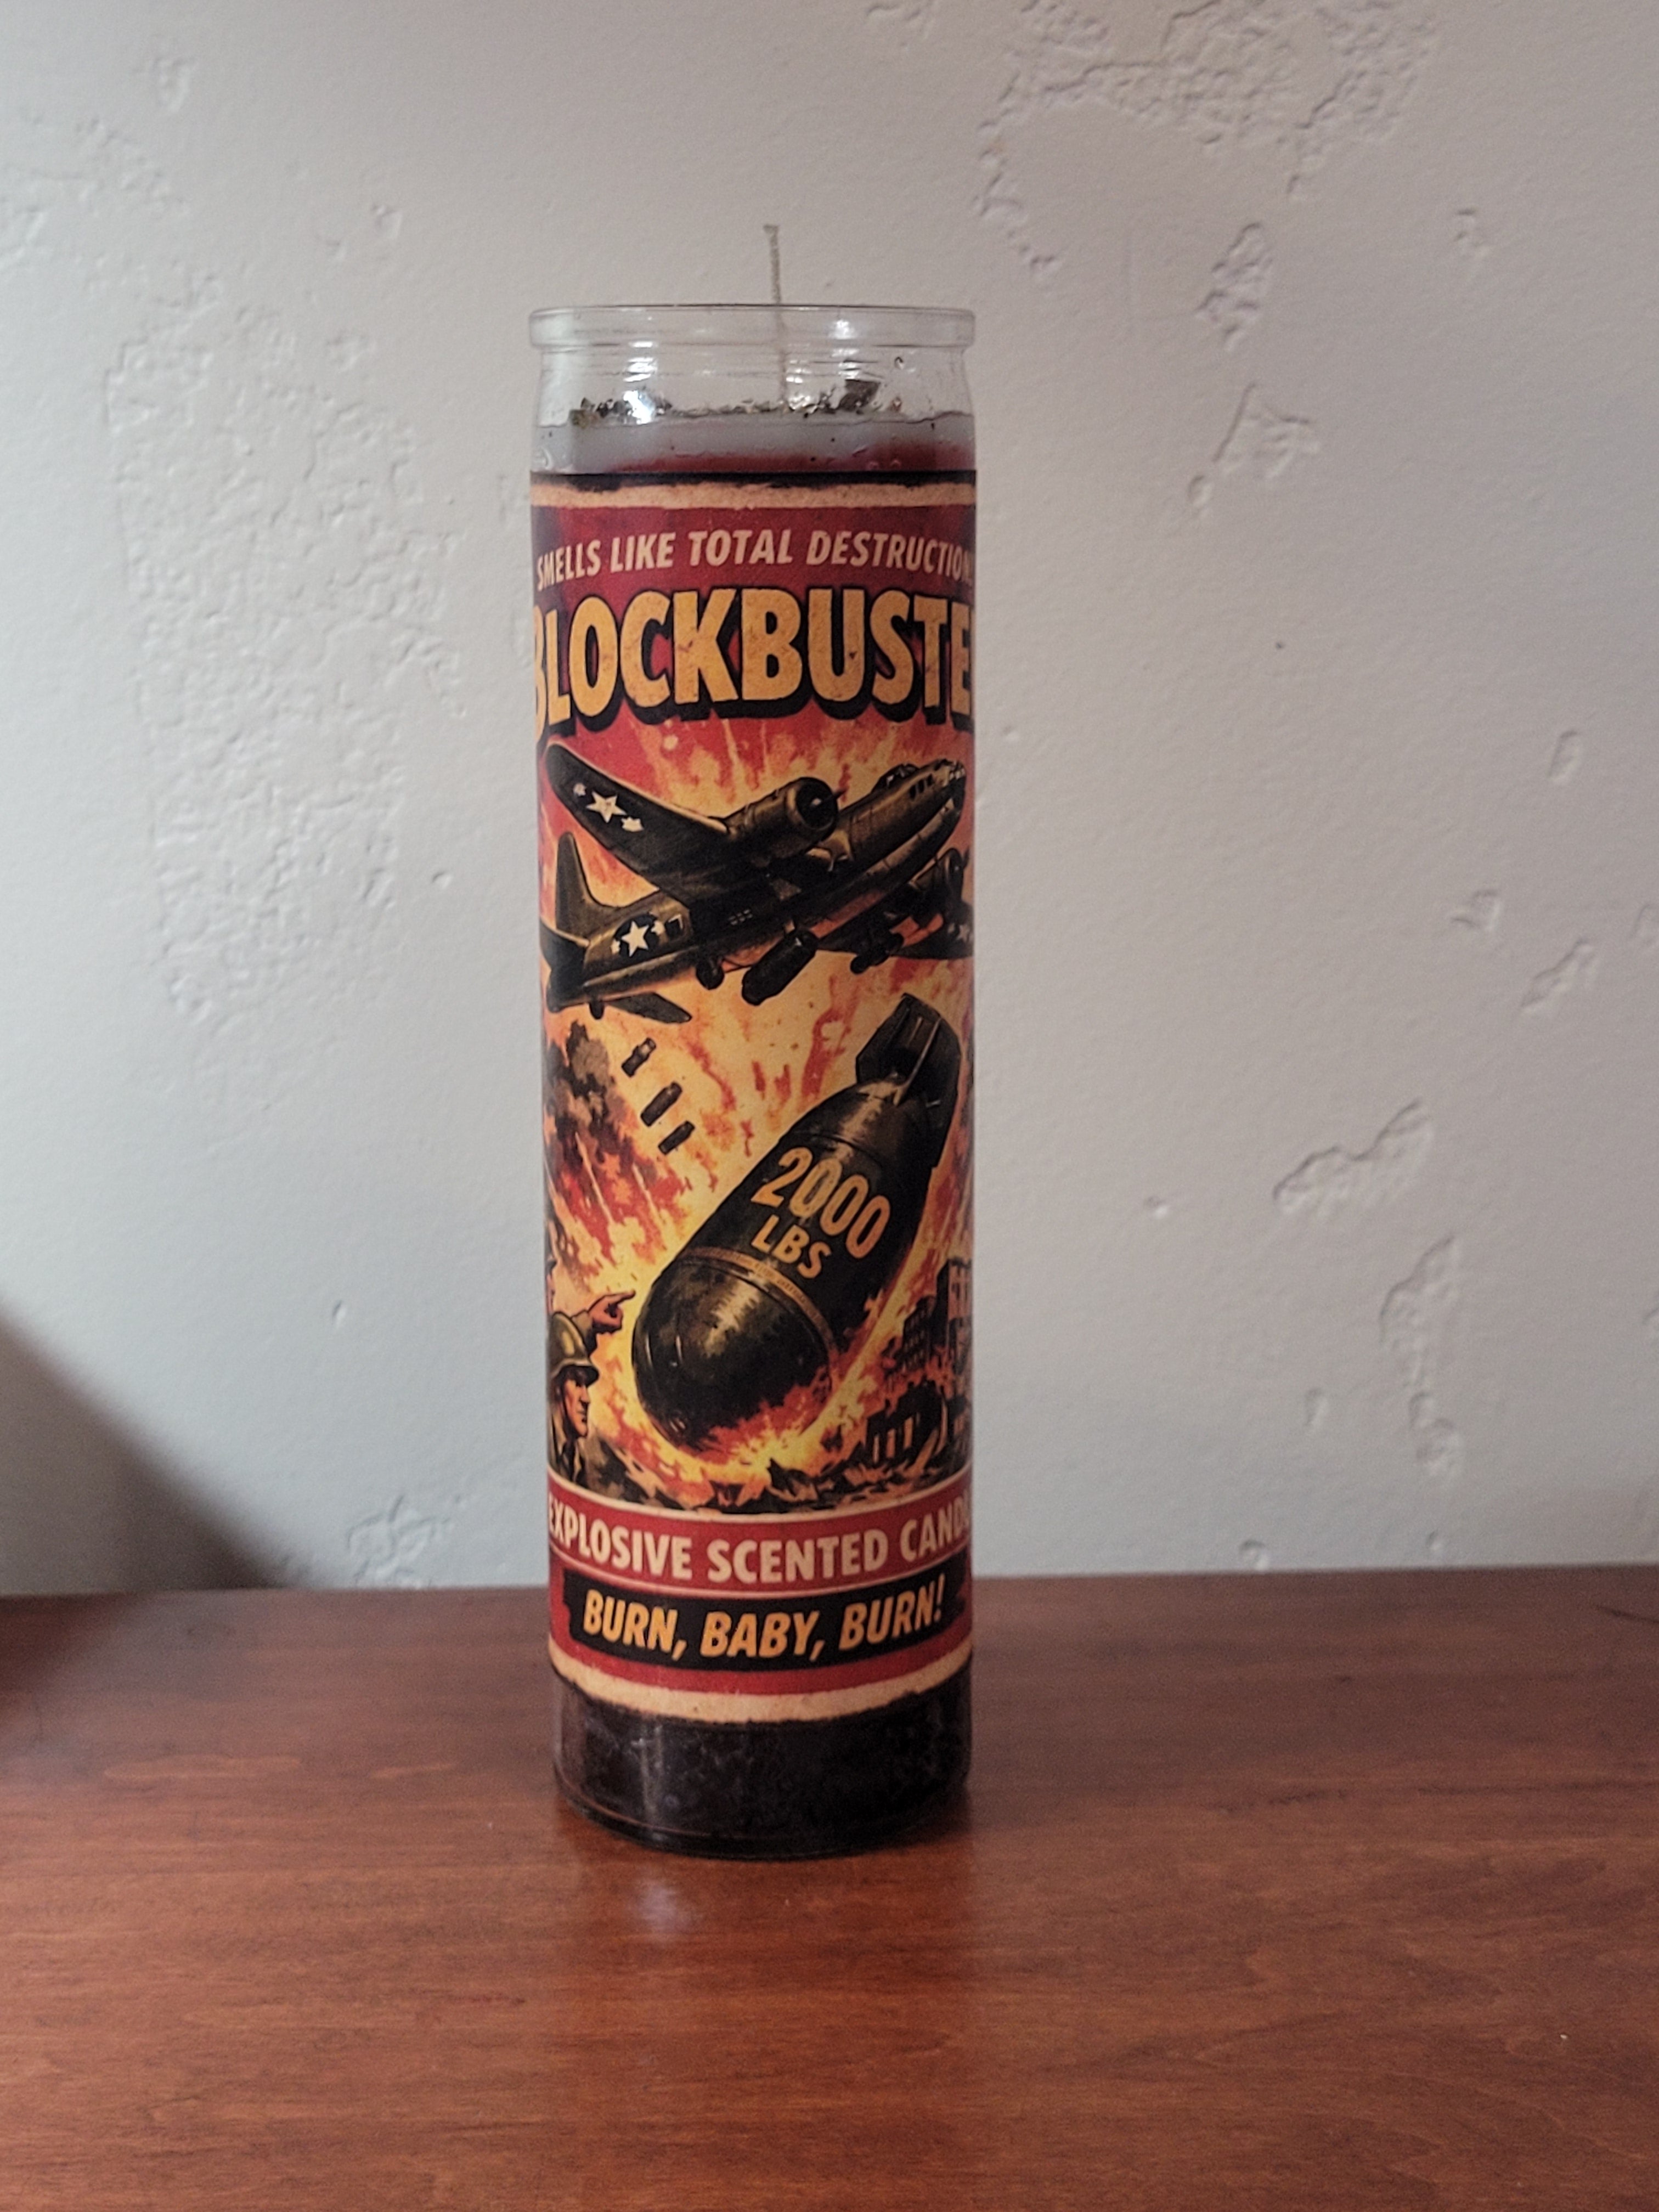 SMELLS LIKE TOTAL DESTRUCTION
BLOCKBUSTE
2000
LBS
EXPLOSIVE SCENTED CAND
BURN, BABY, BURN!